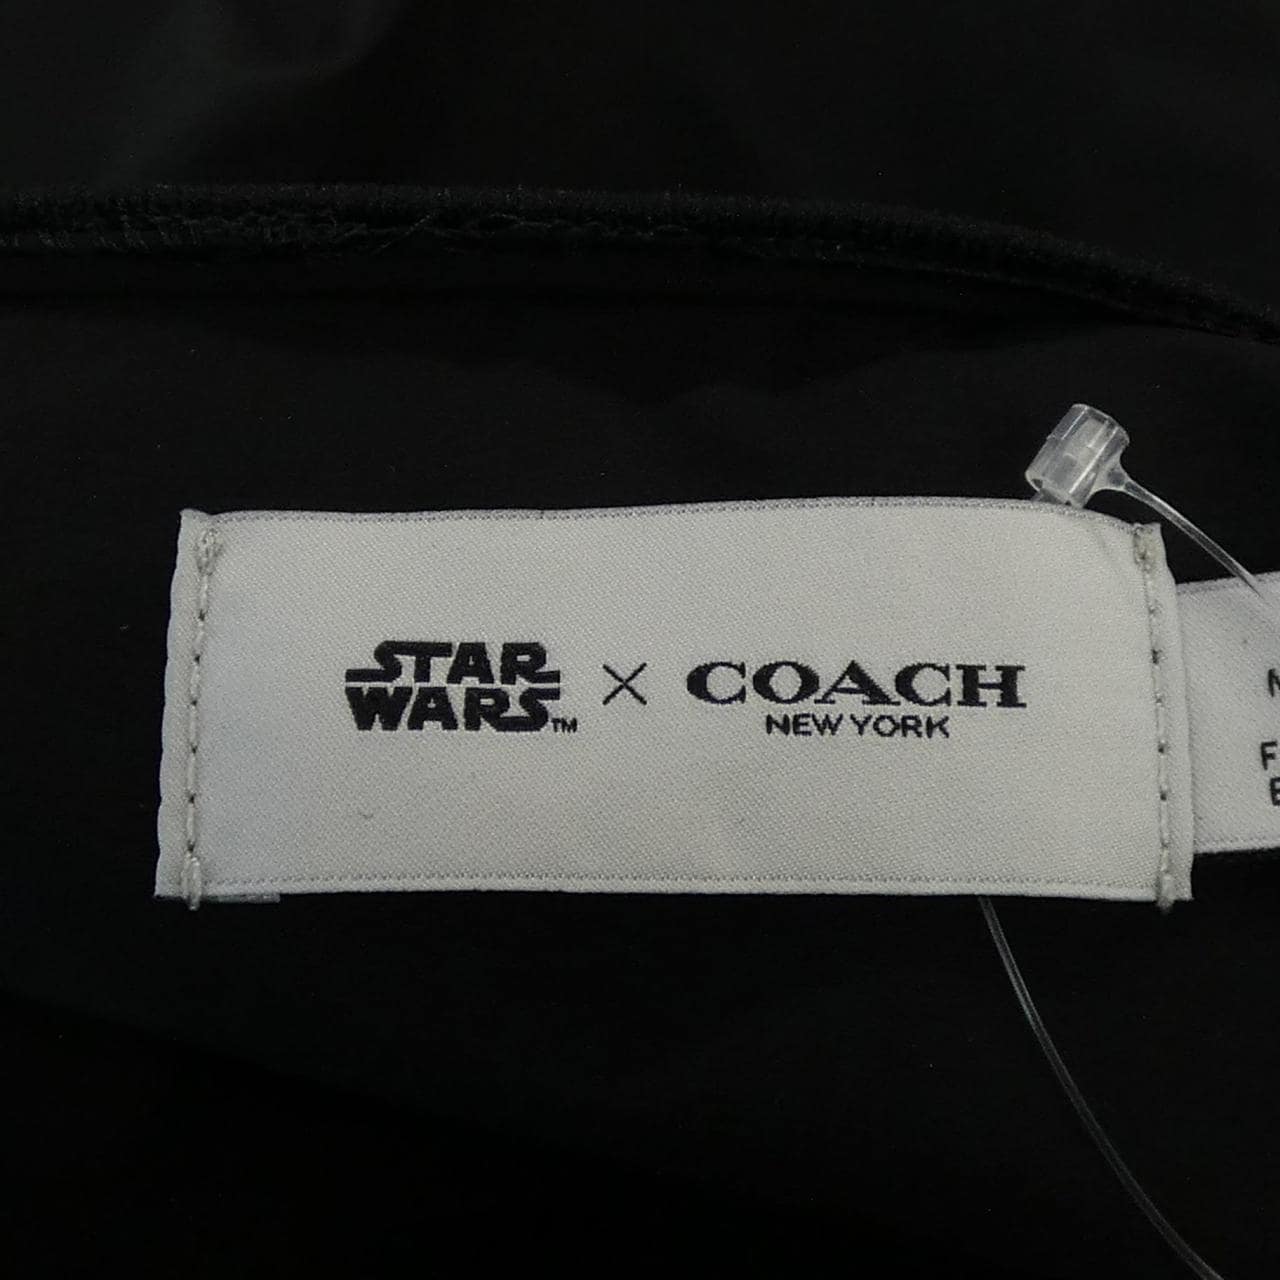 STAR WARS™ × COACH
NEW YORK